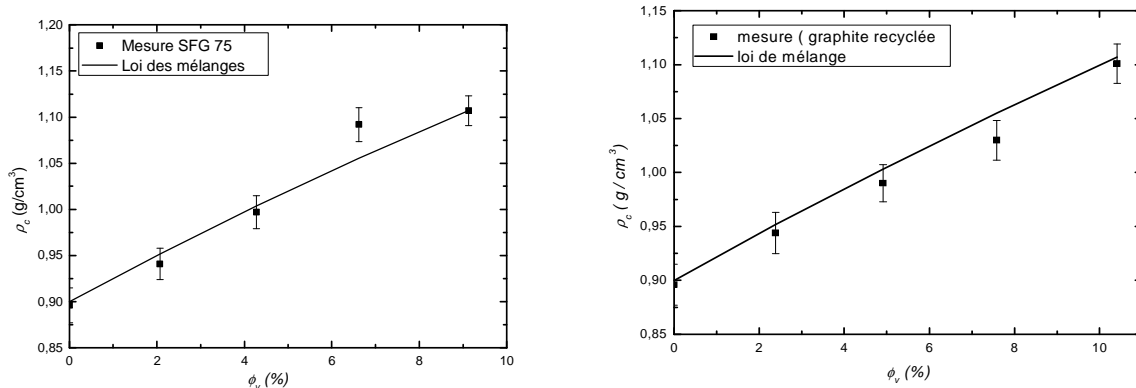 1,20
1,15
1,10
1,05
1,00
0,95
0,90
0,85
ρc (g/cm³)
Mesure SFG 75
Loi des mélanges
0 2 4 6 8 10
ϕv (%)
1,15
1,10
1,05
1,00
0,95
0,90
0,85
ρc ( g / cm ³)
mesure ( graphite recyclée
loi de mélange
0 2 4 6 8 10
ϕv (%)